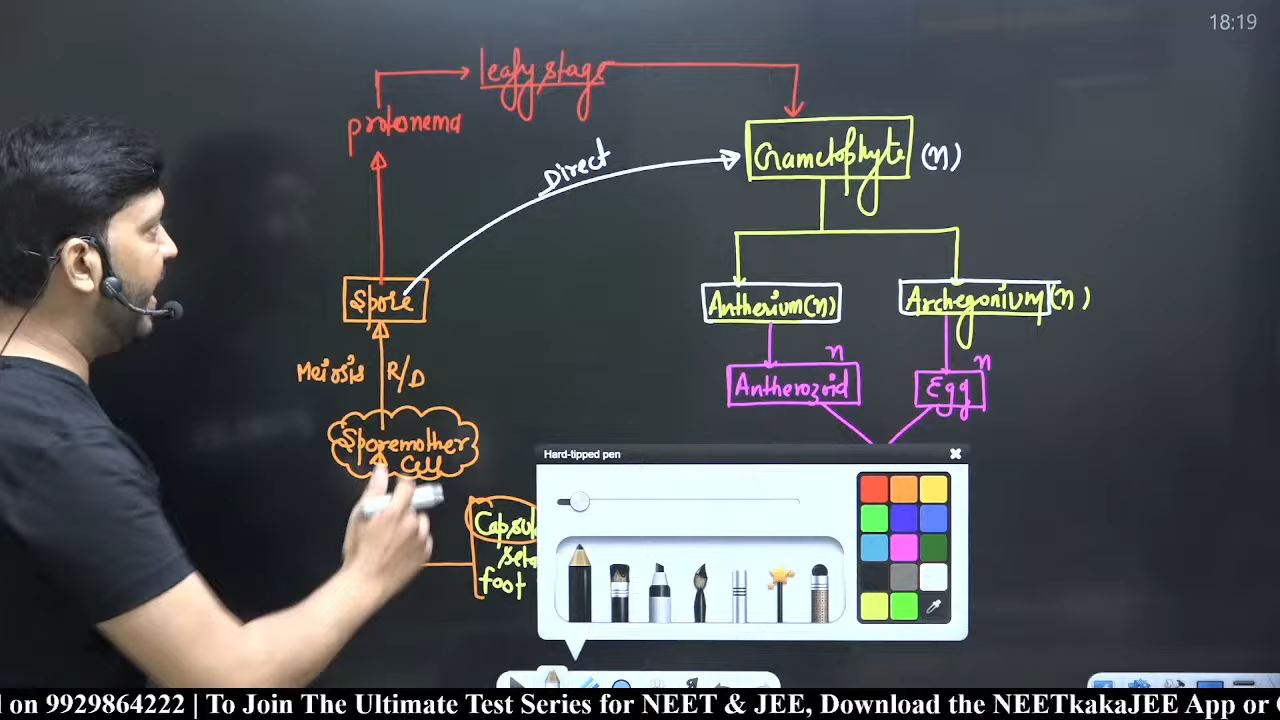 18:19
leafy stage
protonema
Direct
Gametophyte (n)
Spore
Antherium(n)
Archegonium (n)
Meiosis R/D
n
n
Antherozoid
Egg
Sporemother
Cell
Hard-tipped pen
Capsul
set
foot
on 9929864222 | To Join The Ultimate Test Series for NEET & JEE, Download the NEETkakaJEE App or